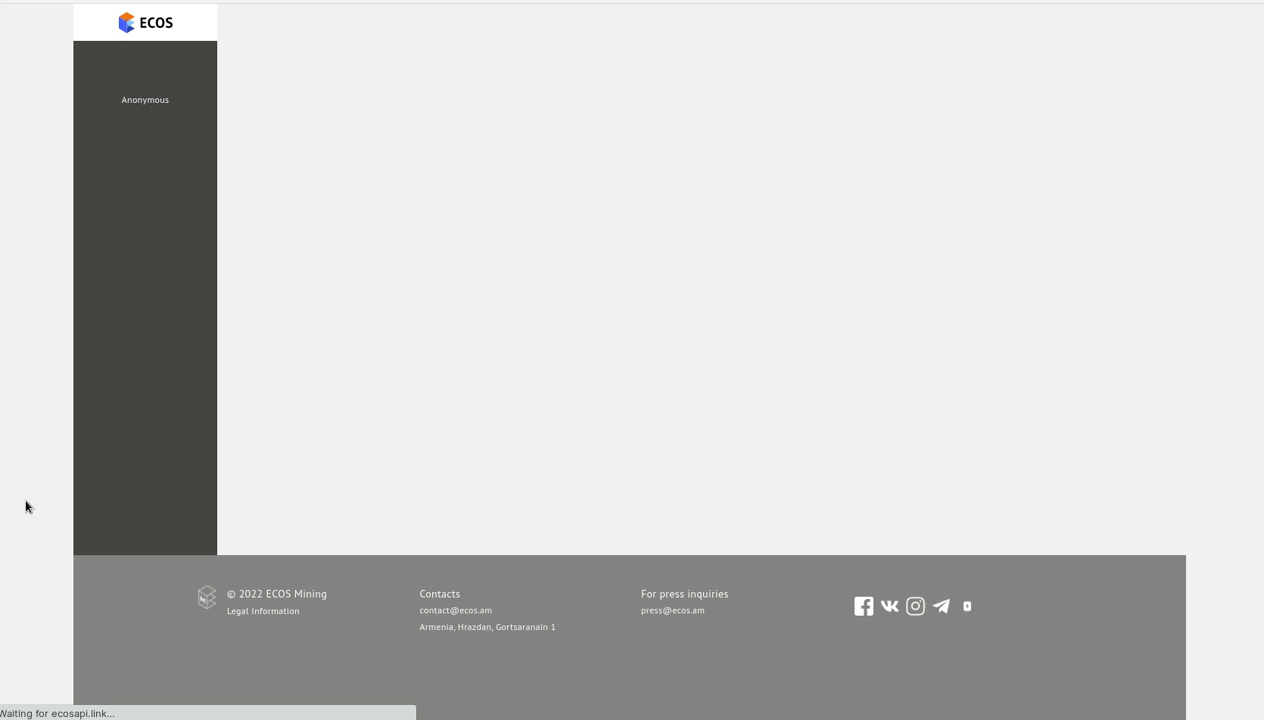 ECOS
Anonymous
© 2022 ECOS Mining
Legal Information
Contacts
contact@ecos.am
Armenia, Hrazdan, Gortsaranain 1
For press inquiries
press@ecos.am
Waiting for ecosapi.link...